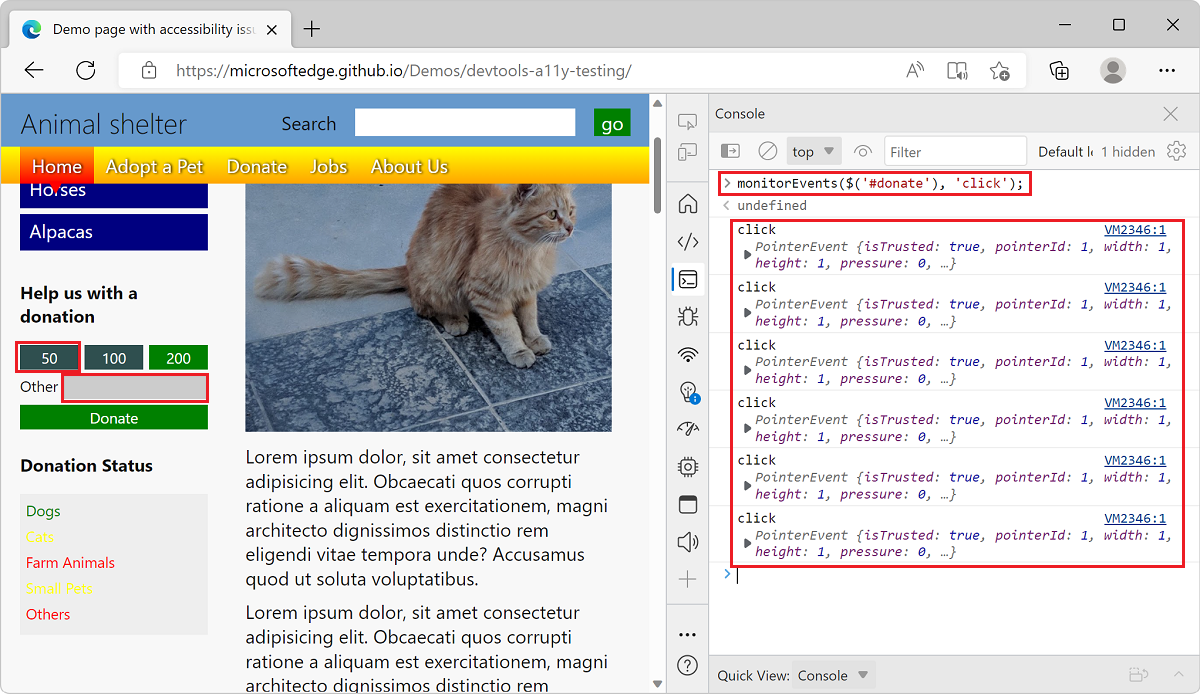 Demo page with accessibility iss
https://microsoftedge.github.io/Demos/devtools-a11y-testing/
Animal shelter
Search
go
Home
Adopt a Pet
Donate
Jobs
About Us
Horses
Alpacas
Help us with a
donation
50
100
200
Other
Donate
Donation Status
Dogs
Cats
Farm Animals
Small Pets
Others
Lorem ipsum dolor, sit amet consectetur
adipisicing elit. Obcaecati quos corrupti
ratione a aliquam est exercitationem, magni
architecto dignissimos distinctio rem
eligendi vitae tempora unde? Accusamus
quod ut soluta voluptatibus.
Lorem ipsum dolor, sit amet consectetur
adipisicing elit. Obcaecati quos corrupti
ratione a aliquam est exercitationem, magni
architecto dignissimos distinctio rem
Console
top
Filter
Default l
1 hidden
monitorEvents($('#donate'), 'click');
undefined
click VM2346:1
PointerEvent {isTrusted: true, pointerId: 1, width: 1,
height: 1, pressure: 0, …}
click VM2346:1
PointerEvent {isTrusted: true, pointerId: 1, width: 1,
height: 1, pressure: 0, …}
click VM2346:1
PointerEvent {isTrusted: true, pointerId: 1, width: 1,
height: 1, pressure: 0, …}
click VM2346:1
PointerEvent {isTrusted: true, pointerId: 1, width: 1,
height: 1, pressure: 0, …}
click VM2346:1
PointerEvent {isTrusted: true, pointerId: 1, width: 1,
height: 1, pressure: 0, …}
click VM2346:1
PointerEvent {isTrusted: true, pointerId: 1, width: 1,
height: 1, pressure: 0, …}
Quick View: Console